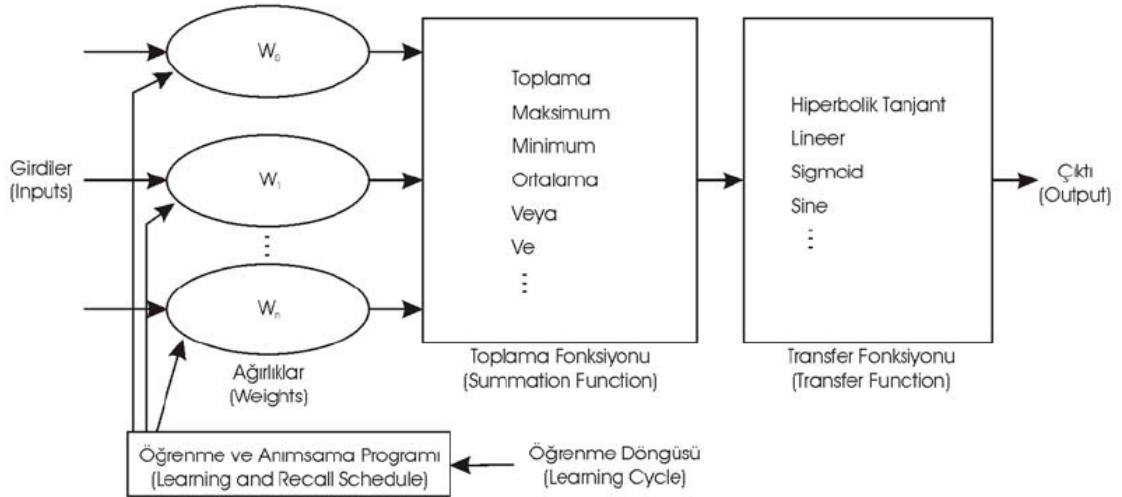 Girdiler
(Inputs)
W₀
W₁
⋮
Wₙ
Ağırlıklar
(Weights)
Toplama
Maksimum
Minimum
Ortalama
Veya
Ve
⋮
Toplama Fonksiyonu
(Summation Function)
Hiperbolik Tanjant
Lineer
Sigmoid
Sine
⋮
Transfer Fonksiyonu
(Transfer Function)
Çıktı
(Output)
Öğrenme ve Anımsama Programı
(Learning and Recall Schedule)
Öğrenme Döngüsü
(Learning Cycle)